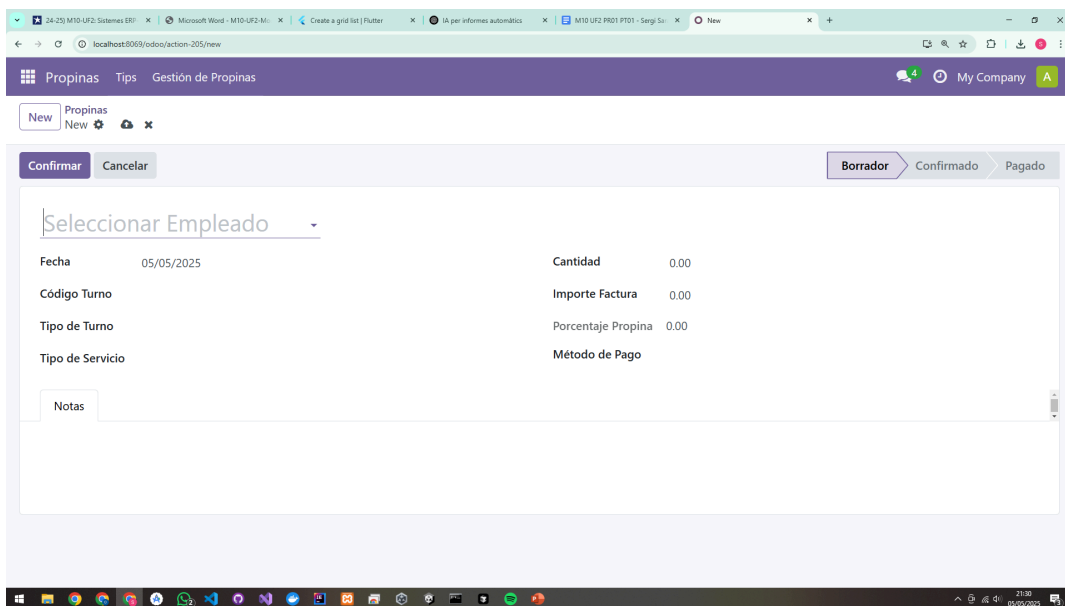 24-25) M10-UF2: Sistemes ERP
Microsoft Word - M10-UF2-Mo
Create a grid list | Flutter
IA per informes automàtics
M10 UF2 PR01 PT01 - Sergi Sa
New
localhost:8069/odoo/action-205/new
Propinas Tips Gestión de Propinas
4
My Company
A
New
Propinas
New
Confirmar Cancelar
Borrador Confirmado Pagado
Seleccionar Empleado
Fecha 05/05/2025
Cantidad 0.00
Código Turno
Importe Factura 0.00
Tipo de Turno
Porcentaje Propina 0.00
Tipo de Servicio
Método de Pago
Notas
21:30
05/05/2025